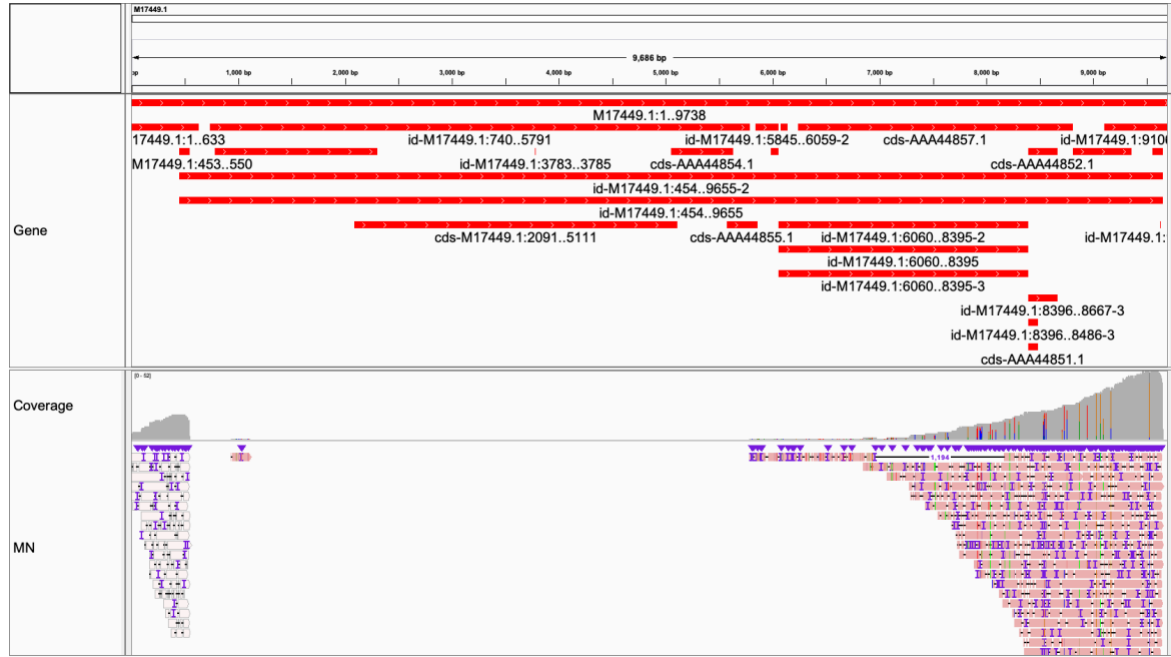 M17449.1
9,686 bp
bp 1,000 bp 2,000 bp 3,000 bp 4,000 bp 5,000 bp 6,000 bp 7,000 bp 8,000 bp 9,000 bp
M17449.1:1..9738
17449.1:1..633 id-M17449.1:740..5791 id-M17449.1:5845..6059-2 cds-AAA44857.1 id-M17449.1:910
M17449.1:453..550 id-M17449.1:3783..3785 cds-AAA44854.1 cds-AAA44852.1
id-M17449.1:454..9655-2
id-M17449.1:454..9655
Gene
cds-M17449.1:2091..5111 cds-AAA44855.1 id-M17449.1:6060..8395-2 id-M17449.1:
id-M17449.1:6060..8395
id-M17449.1:6060..8395-3
id-M17449.1:8396..8667-3
id-M17449.1:8396..8486-3
cds-AAA44851.1
[0 - 52]
Coverage
1,194
MN